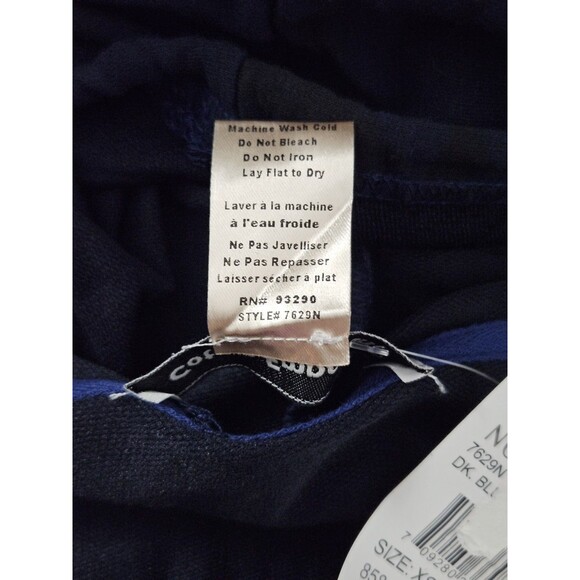 Machine Wash Cold
Do Not Bleach
Do Not Iron
Lay Flat to Dry
Laver à la machine
à l'eau froide
Ne Pas Javelliser
Ne Pas Repasser
Laisser sécher a plat
RN# 93290
STYLE# 7629N
7629N
DK. BL
SIZE: X